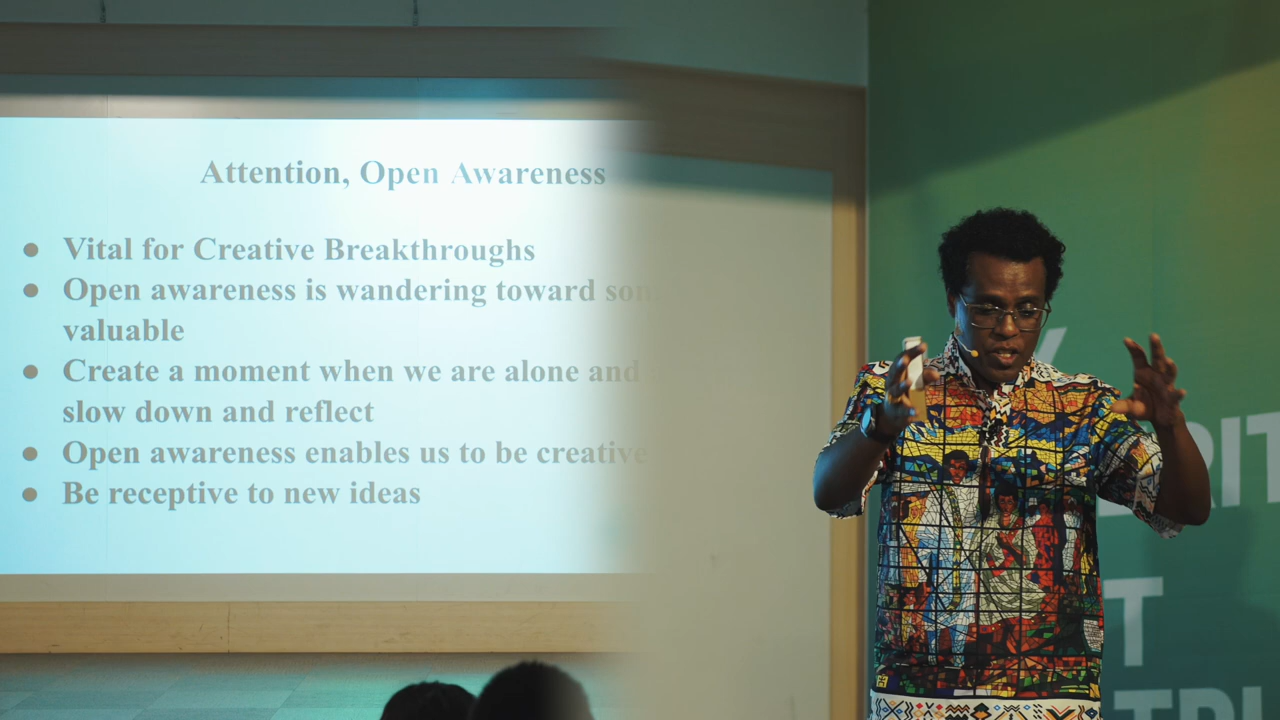 Attention, Open Awareness
● Vital for Creative Breakthroughs
● Open awareness is wandering toward
valuable
● Create a moment when we are alone and
slow down and reflect
● Open awareness enables us to be creative
● Be receptive to new ideas